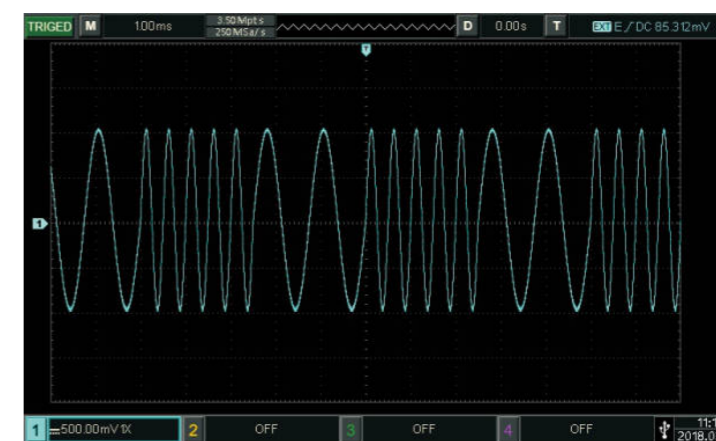 TRIGED M 1.00ms 3.50Mpts D 0.00s T EXT E / DC 85.312mV
250MSa/s
T
1
1 500.00mV 1X 2 OFF 3 OFF 4 OFF 11:1
2018.0